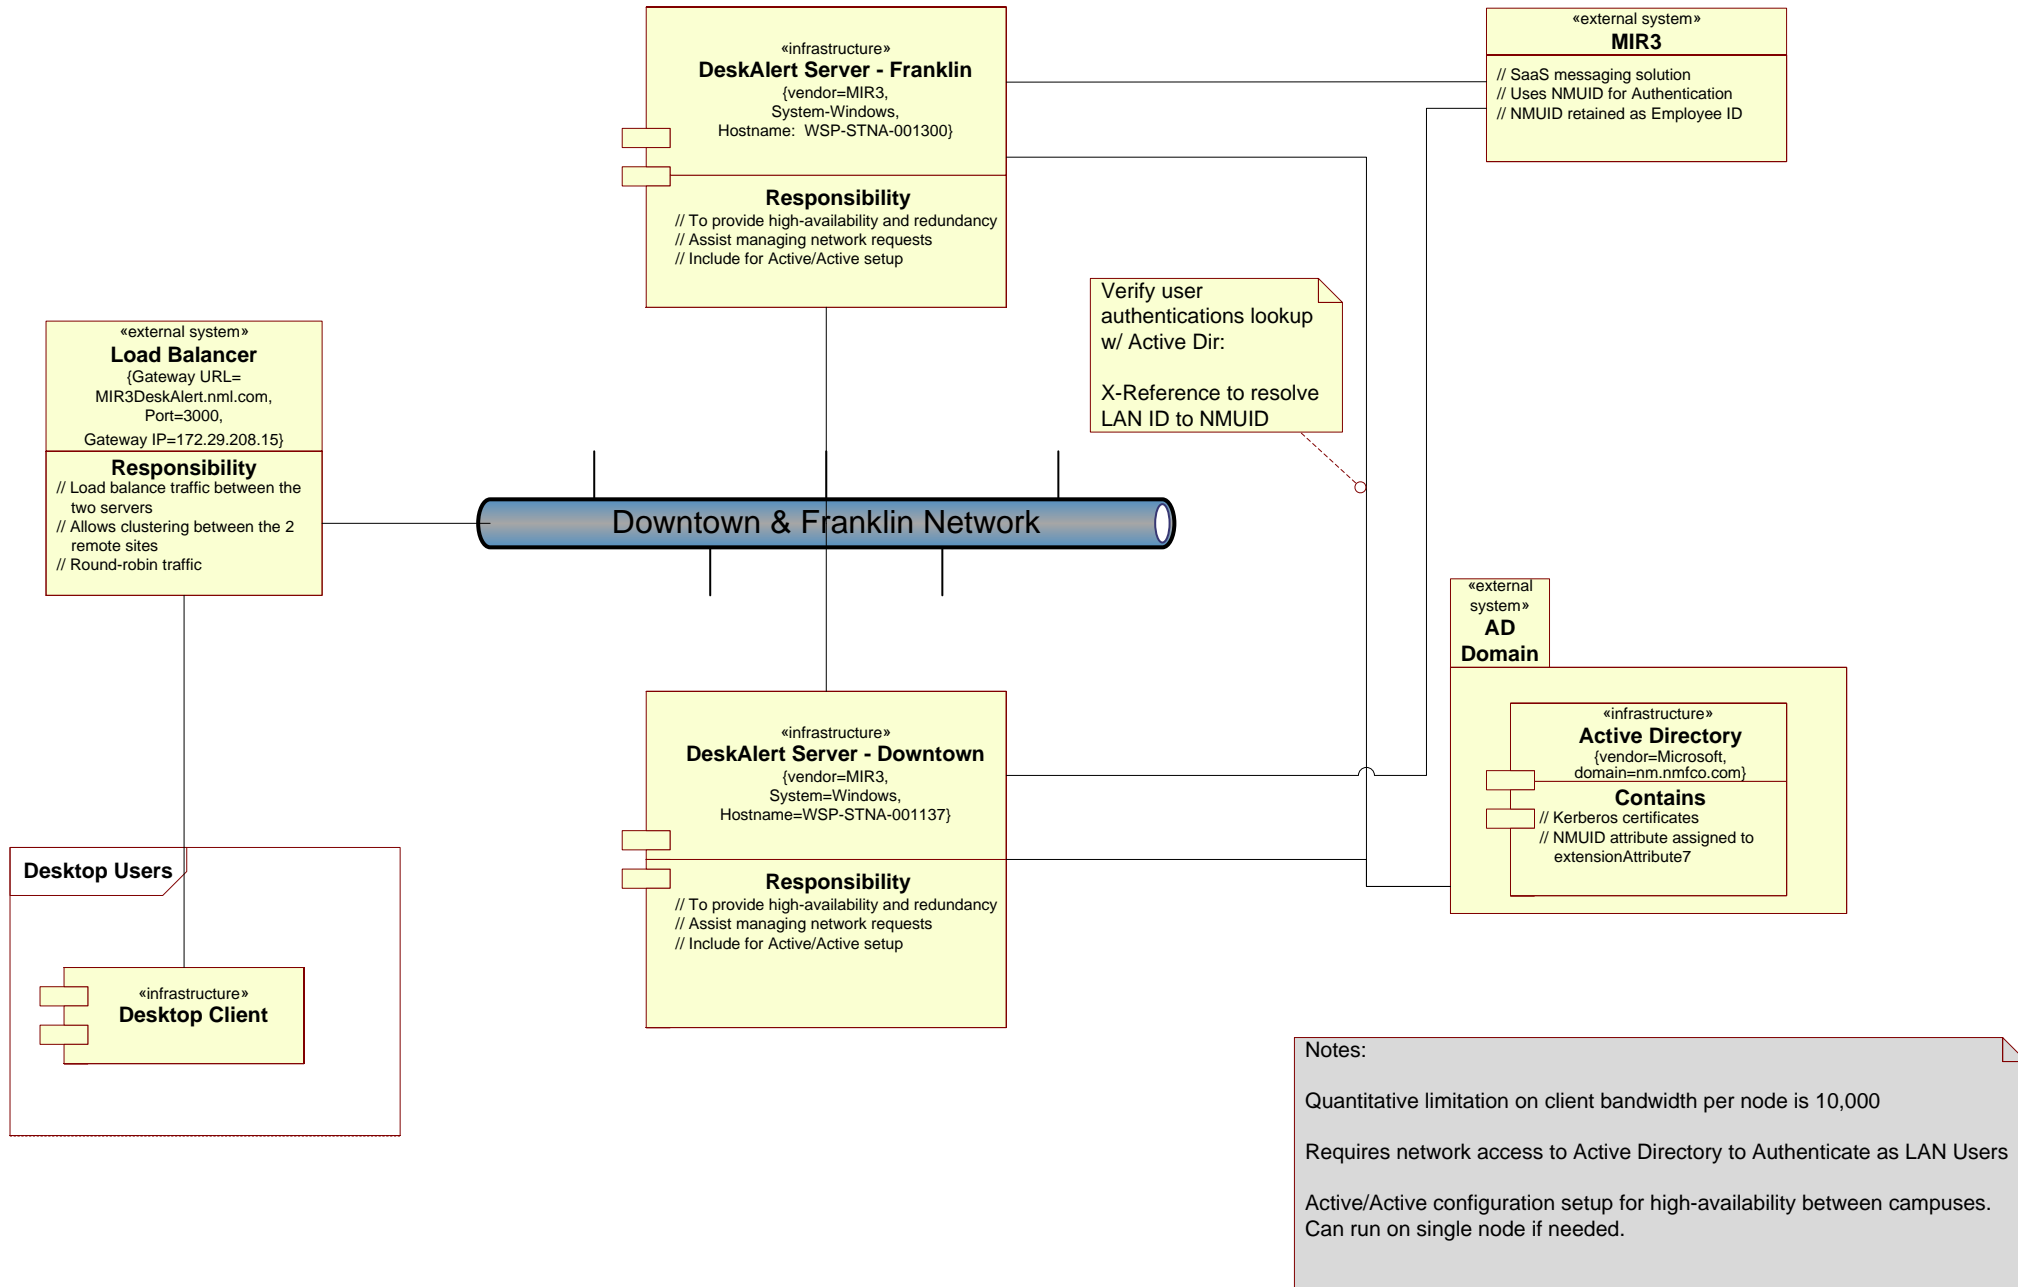 «infrastructure»
DeskAlert Server - Franklin
{vendor=MIR3,
System-Windows,
Hostname:  WSP-STNA-001300}
Responsibility
// To provide high-availability and redundancy
// Assist managing network requests
// Include for Active/Active setup
«external system»
MIR3
// SaaS messaging solution
// Uses NMUID for Authentication
// NMUID retained as Employee ID
Verify user
authentications lookup
w/ Active Dir:
X-Reference to resolve
LAN ID to NMUID
«external system»
Load Balancer
{Gateway URL=
MIR3DeskAlert.nml.com,
Port=3000,
Gateway IP=172.29.208.15}
Responsibility
// Load balance traffic between the
two servers
// Allows clustering between the 2
remote sites
// Round-robin traffic
Downtown & Franklin Network
«external
system»
AD
Domain
«infrastructure»
Active Directory
{vendor=Microsoft,
domain=nm.nmfco.com}
Contains
// Kerberos certificates
// NMUID attribute assigned to
extensionAttribute7
«infrastructure»
DeskAlert Server - Downtown
{vendor=MIR3,
System=Windows,
Hostname=WSP-STNA-001137}
Responsibility
// To provide high-availability and redundancy
// Assist managing network requests
// Include for Active/Active setup
Desktop Users
«infrastructure»
Desktop Client
Notes:
Quantitative limitation on client bandwidth per node is 10,000
Requires network access to Active Directory to Authenticate as LAN Users
Active/Active configuration setup for high-availability between campuses.
Can run on single node if needed.